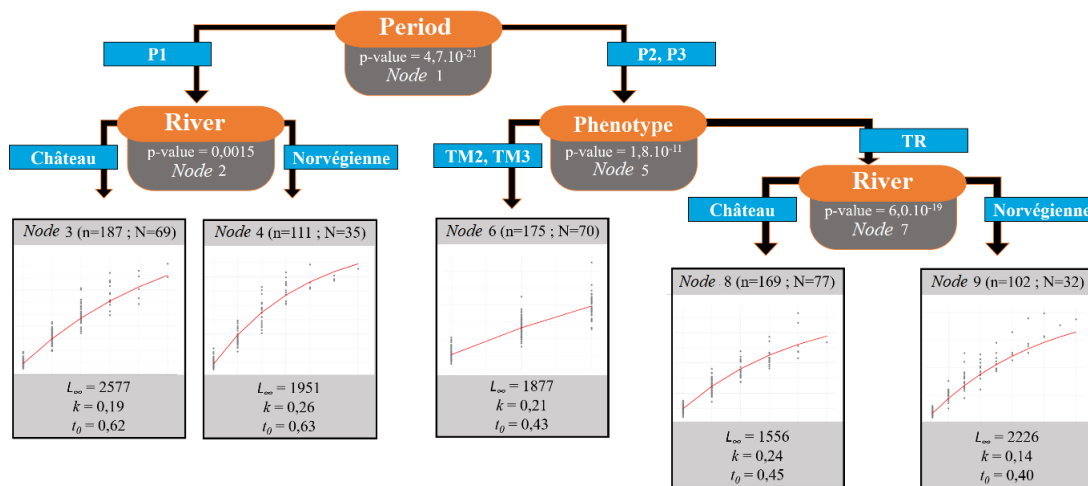 Period
p-value = 4,7.10⁻²¹
Node 1
P1
P2, P3
River
p-value = 0,0015
Node 2
Château
Norvégienne
Phenotype
p-value = 1,8.10⁻¹¹
Node 5
TM2, TM3
TR
River
p-value = 6,0.10⁻¹⁹
Node 7
Château
Norvégienne
Node 3 (n=187 ; N=69)
L∞ = 2577
k = 0,19
t₀ = 0,62
Node 4 (n=111 ; N=35)
L∞ = 1951
k = 0,26
t₀ = 0,63
Node 6 (n=175 ; N=70)
L∞ = 1877
k = 0,21
t₀ = 0,43
Node 8 (n=169 ; N=77)
L∞ = 1556
k = 0,24
t₀ = 0,45
Node 9 (n=102 ; N=32)
L∞ = 2226
k = 0,14
t₀ = 0,40